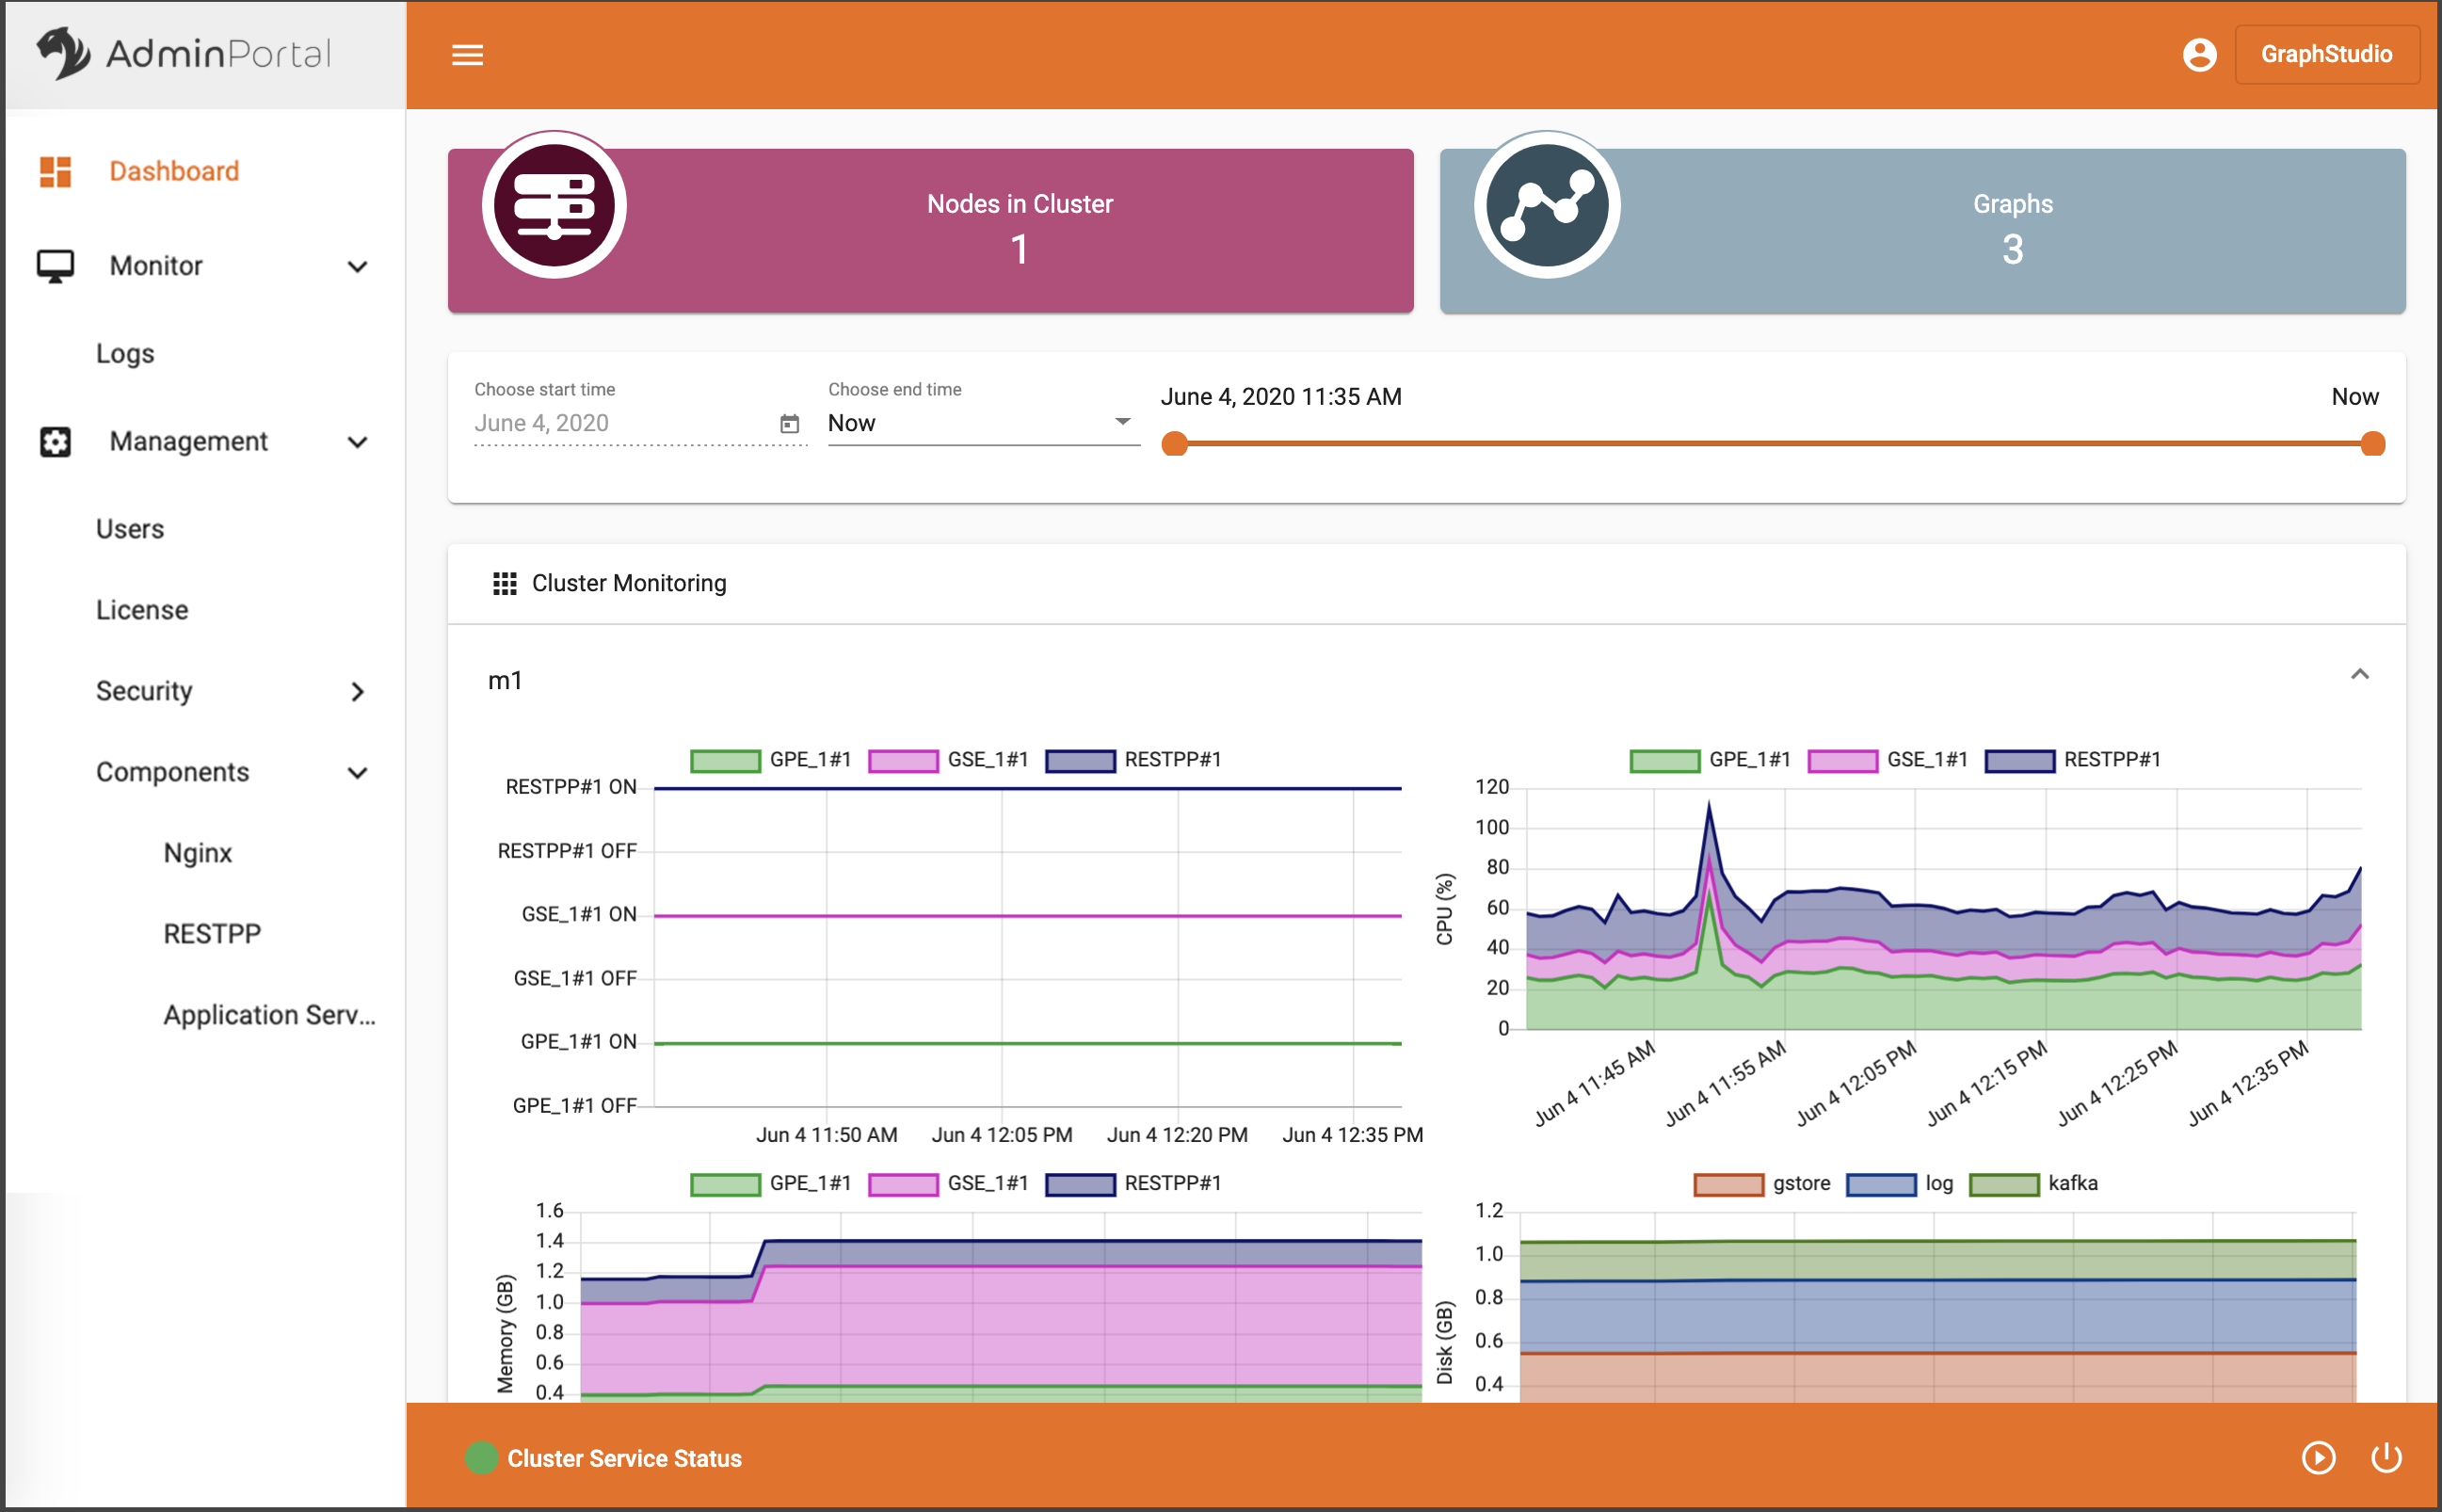 AdminPortal
GraphStudio
Dashboard
Monitor
Logs
Management
Users
License
Security
Components
Nginx
RESTPP
Application Serv...
Nodes in Cluster
1
Graphs
3
Choose start time
June 4, 2020
Choose end time
Now
June 4, 2020 11:35 AM
Now
Cluster Monitoring
m1
GPE_1#1 GSE_1#1 RESTPP#1
RESTPP#1 ON
RESTPP#1 OFF
GSE_1#1 ON
GSE_1#1 OFF
GPE_1#1 ON
GPE_1#1 OFF
Jun 4 11:50 AM Jun 4 12:05 PM Jun 4 12:20 PM Jun 4 12:35 PM
GPE_1#1 GSE_1#1 RESTPP#1
CPU (%)
120
100
80
60
40
20
0
Jun 4 11:45 AM Jun 4 11:55 AM Jun 4 12:05 PM Jun 4 12:15 PM Jun 4 12:25 PM Jun 4 12:35 PM
GPE_1#1 GSE_1#1 RESTPP#1
Memory (GB)
1.6
1.4
1.2
1.0
0.8
0.6
0.4
gstore log kafka
Disk (GB)
1.2
1.0
0.8
0.6
0.4
Cluster Service Status